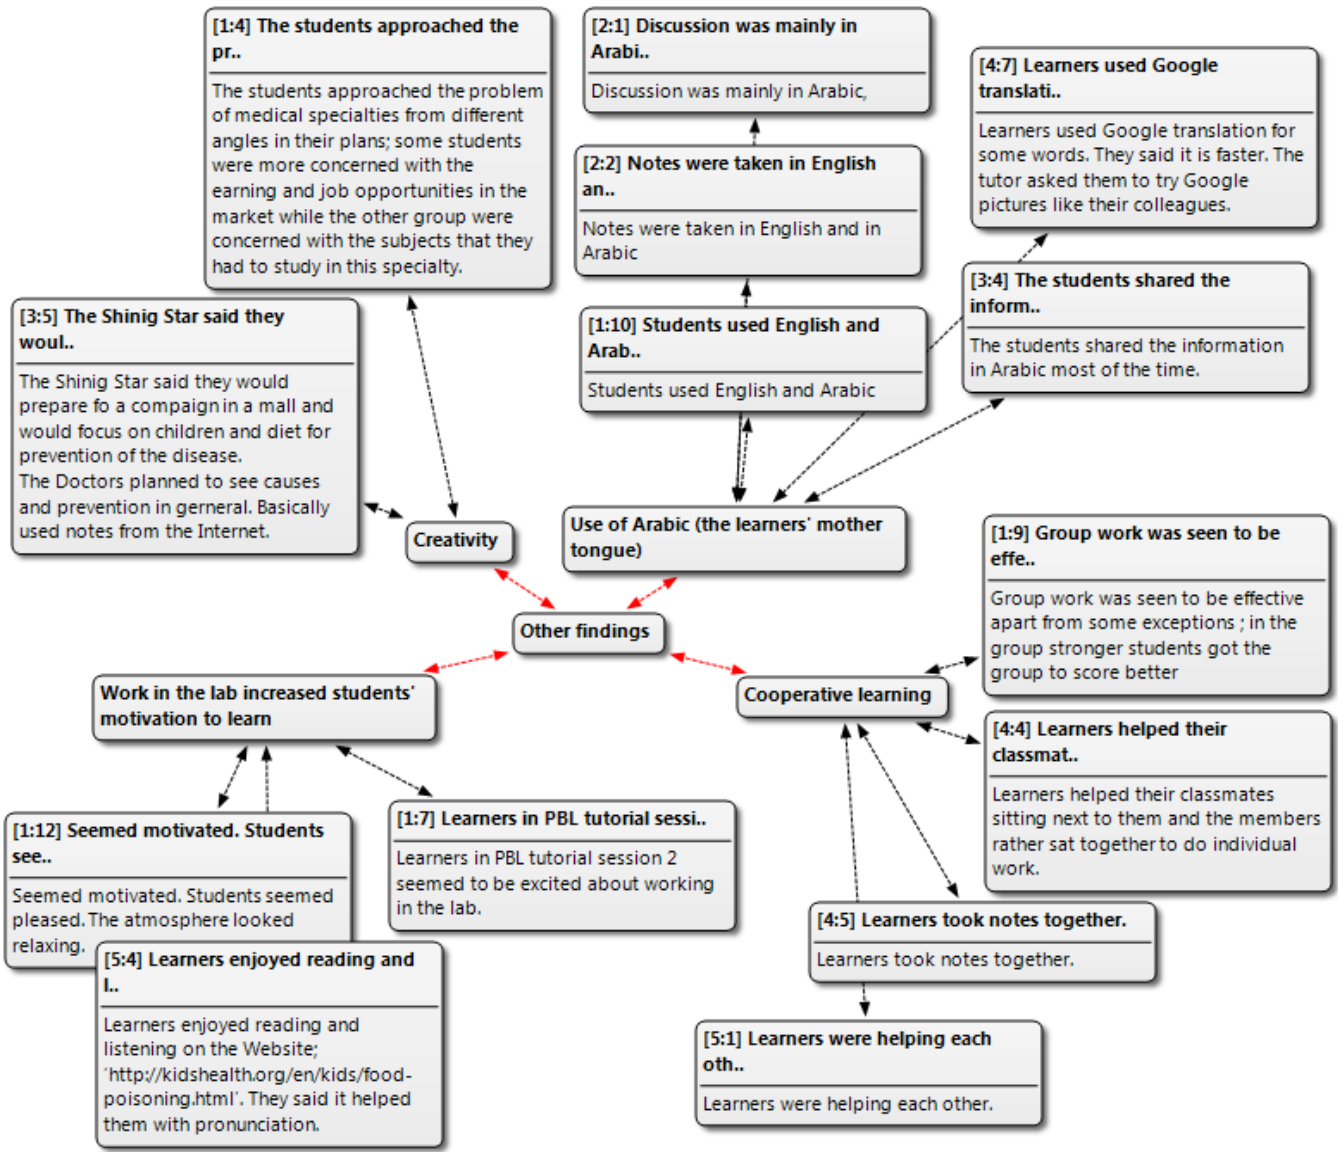 [1:4] The students approached the
pr..
The students approached the problem
of medical specialties from different
angles in their plans; some students
were more concerned with the
earning and job opportunities in the
market while the other group were
concerned with the subjects that they
had to study in this specialty.
[2:1] Discussion was mainly in
Arabi..
Discussion was mainly in Arabic,
[4:7] Learners used Google
translati..
Learners used Google translation for
some words. They said it is faster. The
tutor asked them to try Google
pictures like their colleagues.
[2:2] Notes were taken in English
an..
Notes were taken in English and in
Arabic
[3:4] The students shared the
inform..
The students shared the information
in Arabic most of the time.
[3:5] The Shinig Star said they
woul..
The Shinig Star said they would
prepare fo a compaign in a mall and
would focus on children and diet for
prevention of the disease.
The Doctors planned to see causes
and prevention in gerneral. Basically
used notes from the Internet.
[1:10] Students used English and
Arab..
Students used English and Arabic
Creativity
Use of Arabic (the learners' mother
tongue)
[1:9] Group work was seen to be
effe..
Group work was seen to be effective
apart from some exceptions ; in the
group stronger students got the
group to score better
Other findings
Work in the lab increased students'
motivation to learn
Cooperative learning
[4:4] Learners helped their
classmat..
Learners helped their classmates
sitting next to them and the members
rather sat together to do individual
work.
[1:12] Seemed motivated. Students
see..
Seemed motivated. Students seemed
pleased. The atmosphere looked
relaxing.
[1:7] Learners in PBL tutorial sessi..
Learners in PBL tutorial session 2
seemed to be excited about working
in the lab.
[4:5] Learners took notes together.
Learners took notes together.
[5:4] Learners enjoyed reading and
l..
Learners enjoyed reading and
listening on the Website;
'http://kidshealth.org/en/kids/food-
poisoning.html'. They said it helped
them with pronunciation.
[5:1] Learners were helping each
oth..
Learners were helping each other.